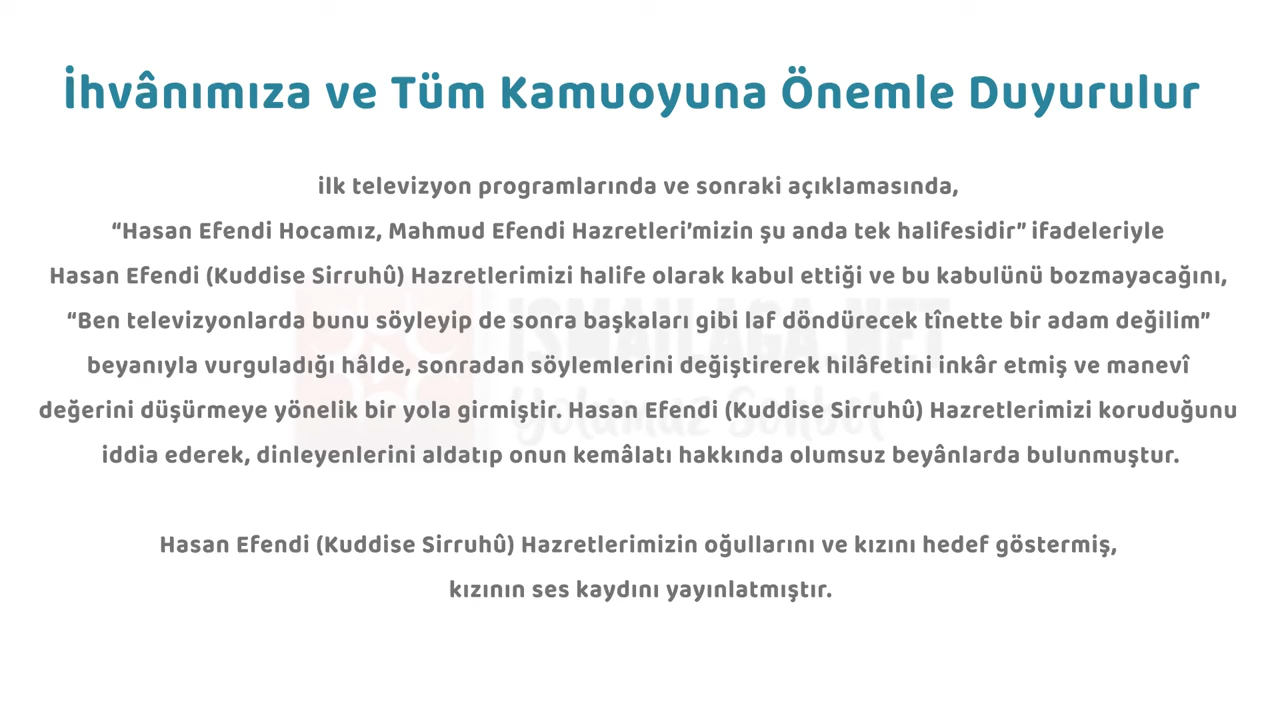 İhvânımıza ve Tüm Kamuoyuna Önemle Duyurulur
ilk televizyon programlarında ve sonraki açıklamasında,
“Hasan Efendi Hocamız, Mahmud Efendi Hazretleri’mizin şu anda tek halifesidir” ifadeleriyle
Hasan Efendi (Kuddise Sirruhû) Hazretlerimizi halife olarak kabul ettiği ve bu kabulünü bozmayacağını,
“Ben televizyonlarda bunu söyleyip de sonra başkaları gibi laf döndürecek tînette bir adam değilim”
beyanıyla vurguladığı hâlde, sonradan söylemlerini değiştirerek hilâfetini inkâr etmiş ve manevî
değerini düşürmeye yönelik bir yola girmiştir. Hasan Efendi (Kuddise Sirruhû) Hazretlerimizi koruduğunu
iddia ederek, dinleyenlerini aldatıp onun kemâlatı hakkında olumsuz beyânlarda bulunmuştur.
Hasan Efendi (Kuddise Sirruhû) Hazretlerimizin oğullarını ve kızını hedef göstermiş,
kızının ses kaydını yayınlatmıştır.
ISMAILAGA.NET
Yolumuz Sohbet